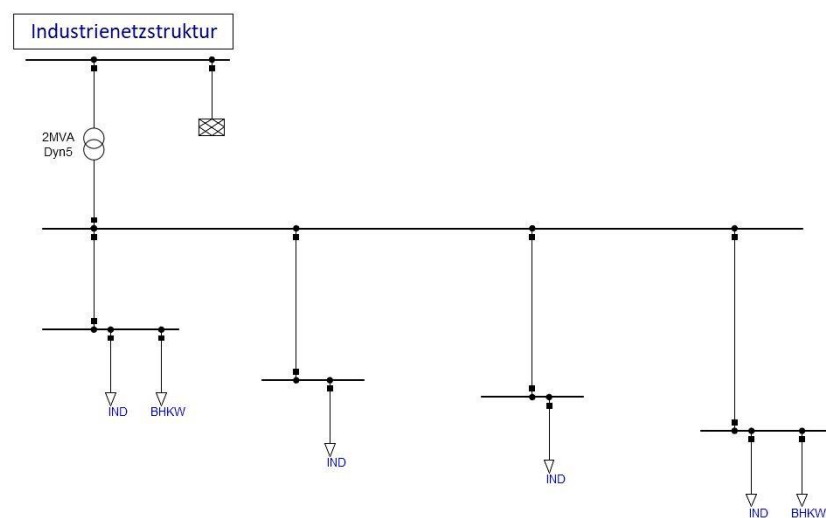 Industrienetzstruktur
2MVA
Dyn5
IND
BHKW
IND
IND
IND
BHKW